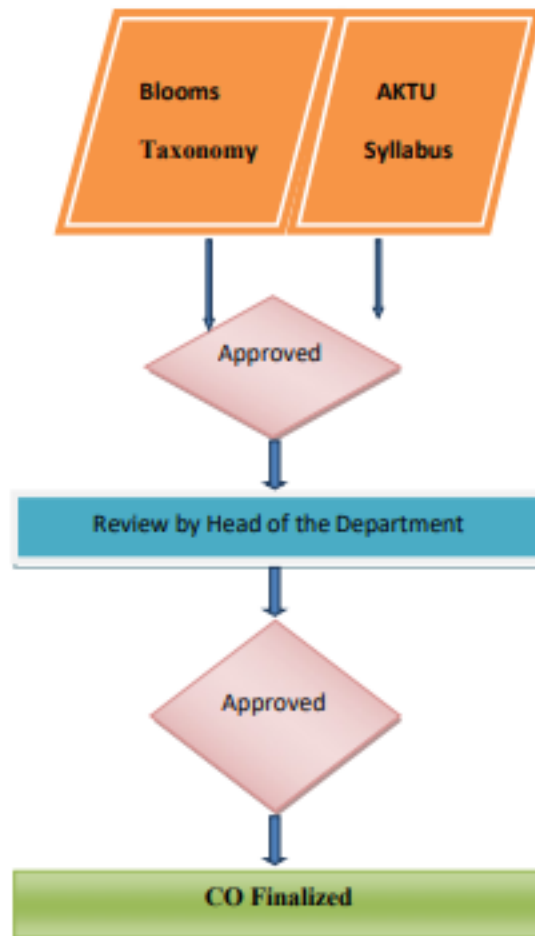 Blooms
Taxonomy
AKTU
Syllabus
Approved
Review by Head of the Department
Approved
CO Finalized